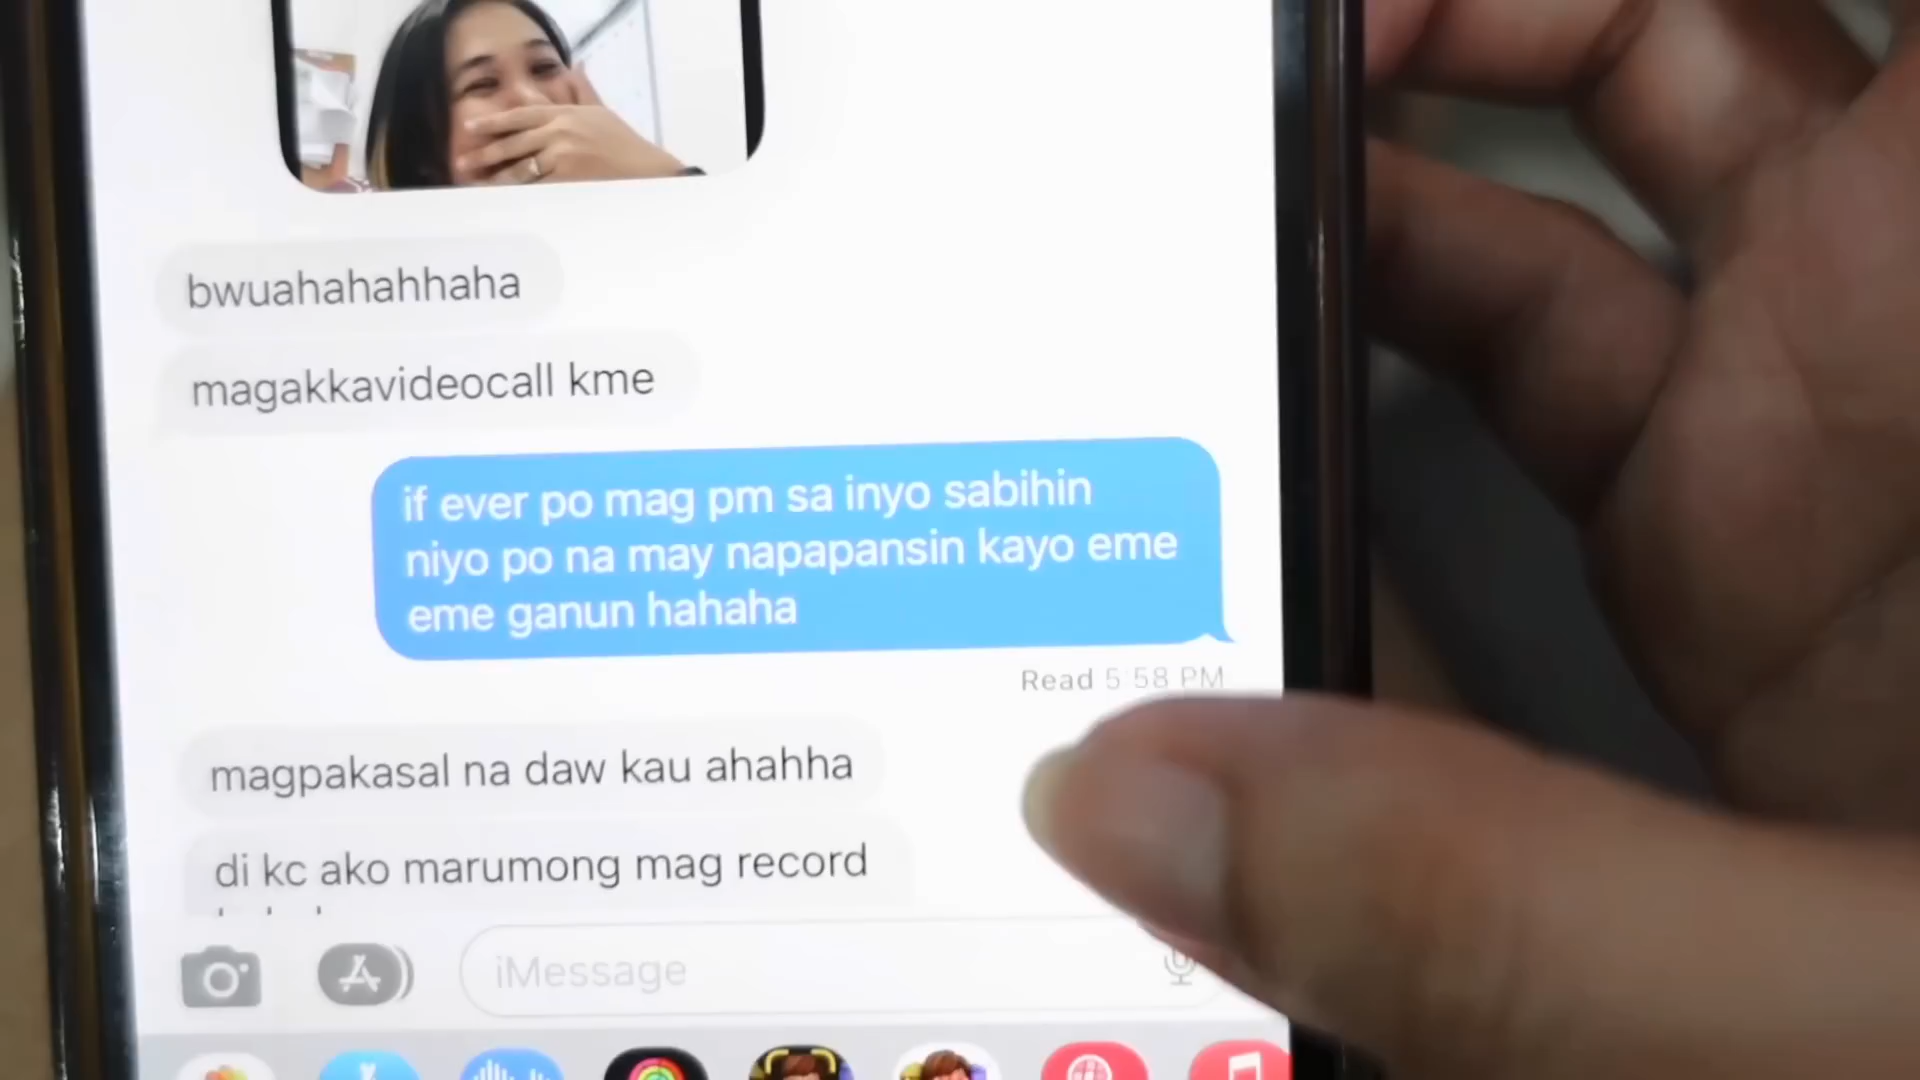 bwuahahahhaha
magakkavideocall kme
if ever po mag pm sa inyo sabihin
niyo po na may napapansin kayo eme
eme ganun hahaha
Read 5:58 PM
magpakasal na daw kau ahahha
di kc ako marumong mag record
iMessage